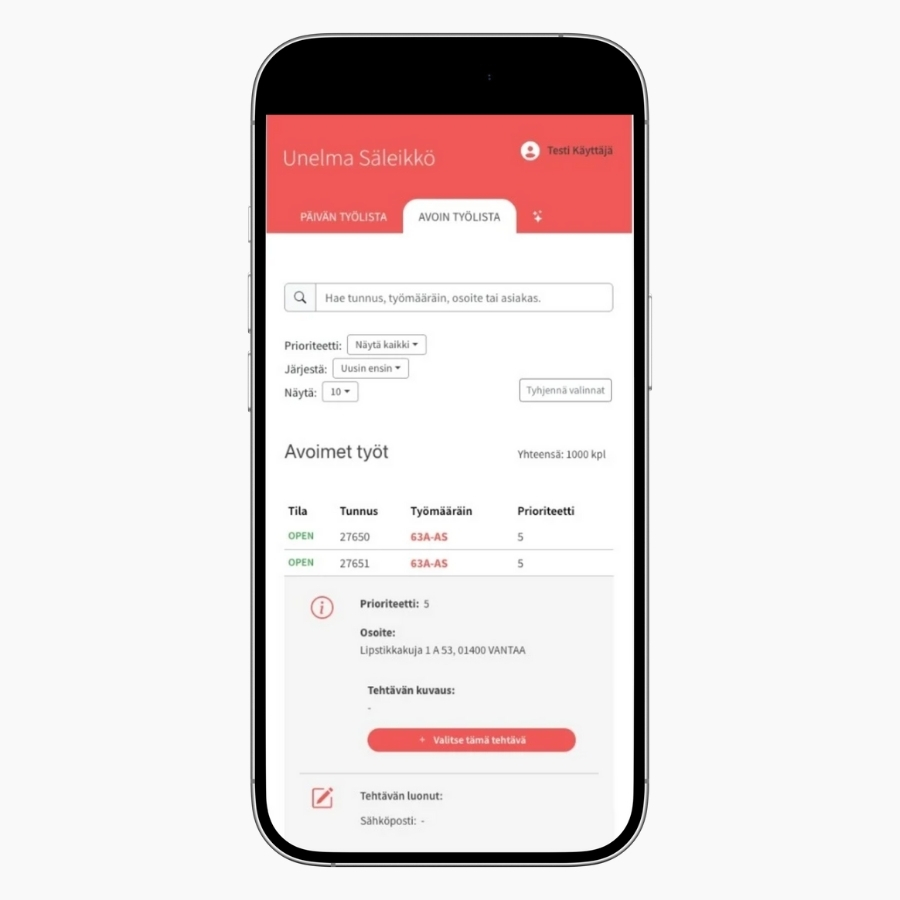 Unelma Säleikkö
Testi Käyttäjä
PÄIVÄN TYÖLISTA
AVOIN TYÖLISTA
Hae tunnus, työmääräin, osoite tai asiakas.
Prioriteetti: Näytä kaikki
Järjestä: Uusin ensin
Näytä: 10
Tyhjennä valinnat
Avoimet työt
Yhteensä: 1000 kpl
Tila Tunnus Työmääräin Prioriteetti
OPEN 27650 63A-AS 5
OPEN 27651 63A-AS 5
Prioriteetti: 5
Osoite:
Lipstikkakuja 1 A 53, 01400 VANTAA
Tehtävän kuvaus:
-
+ Valitse tämä tehtävä
Tehtävän luonut:
Sähköposti: -